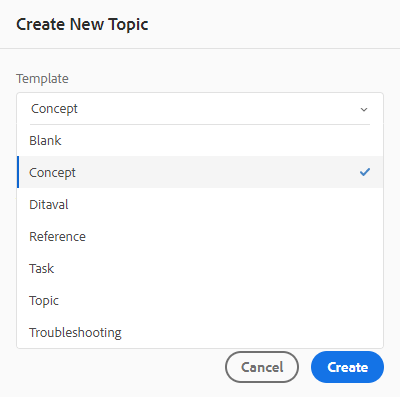 Create New Topic
Template
Concept
Blank
Concept
Ditaval
Reference
Task
Topic
Troubleshooting
Cancel Create